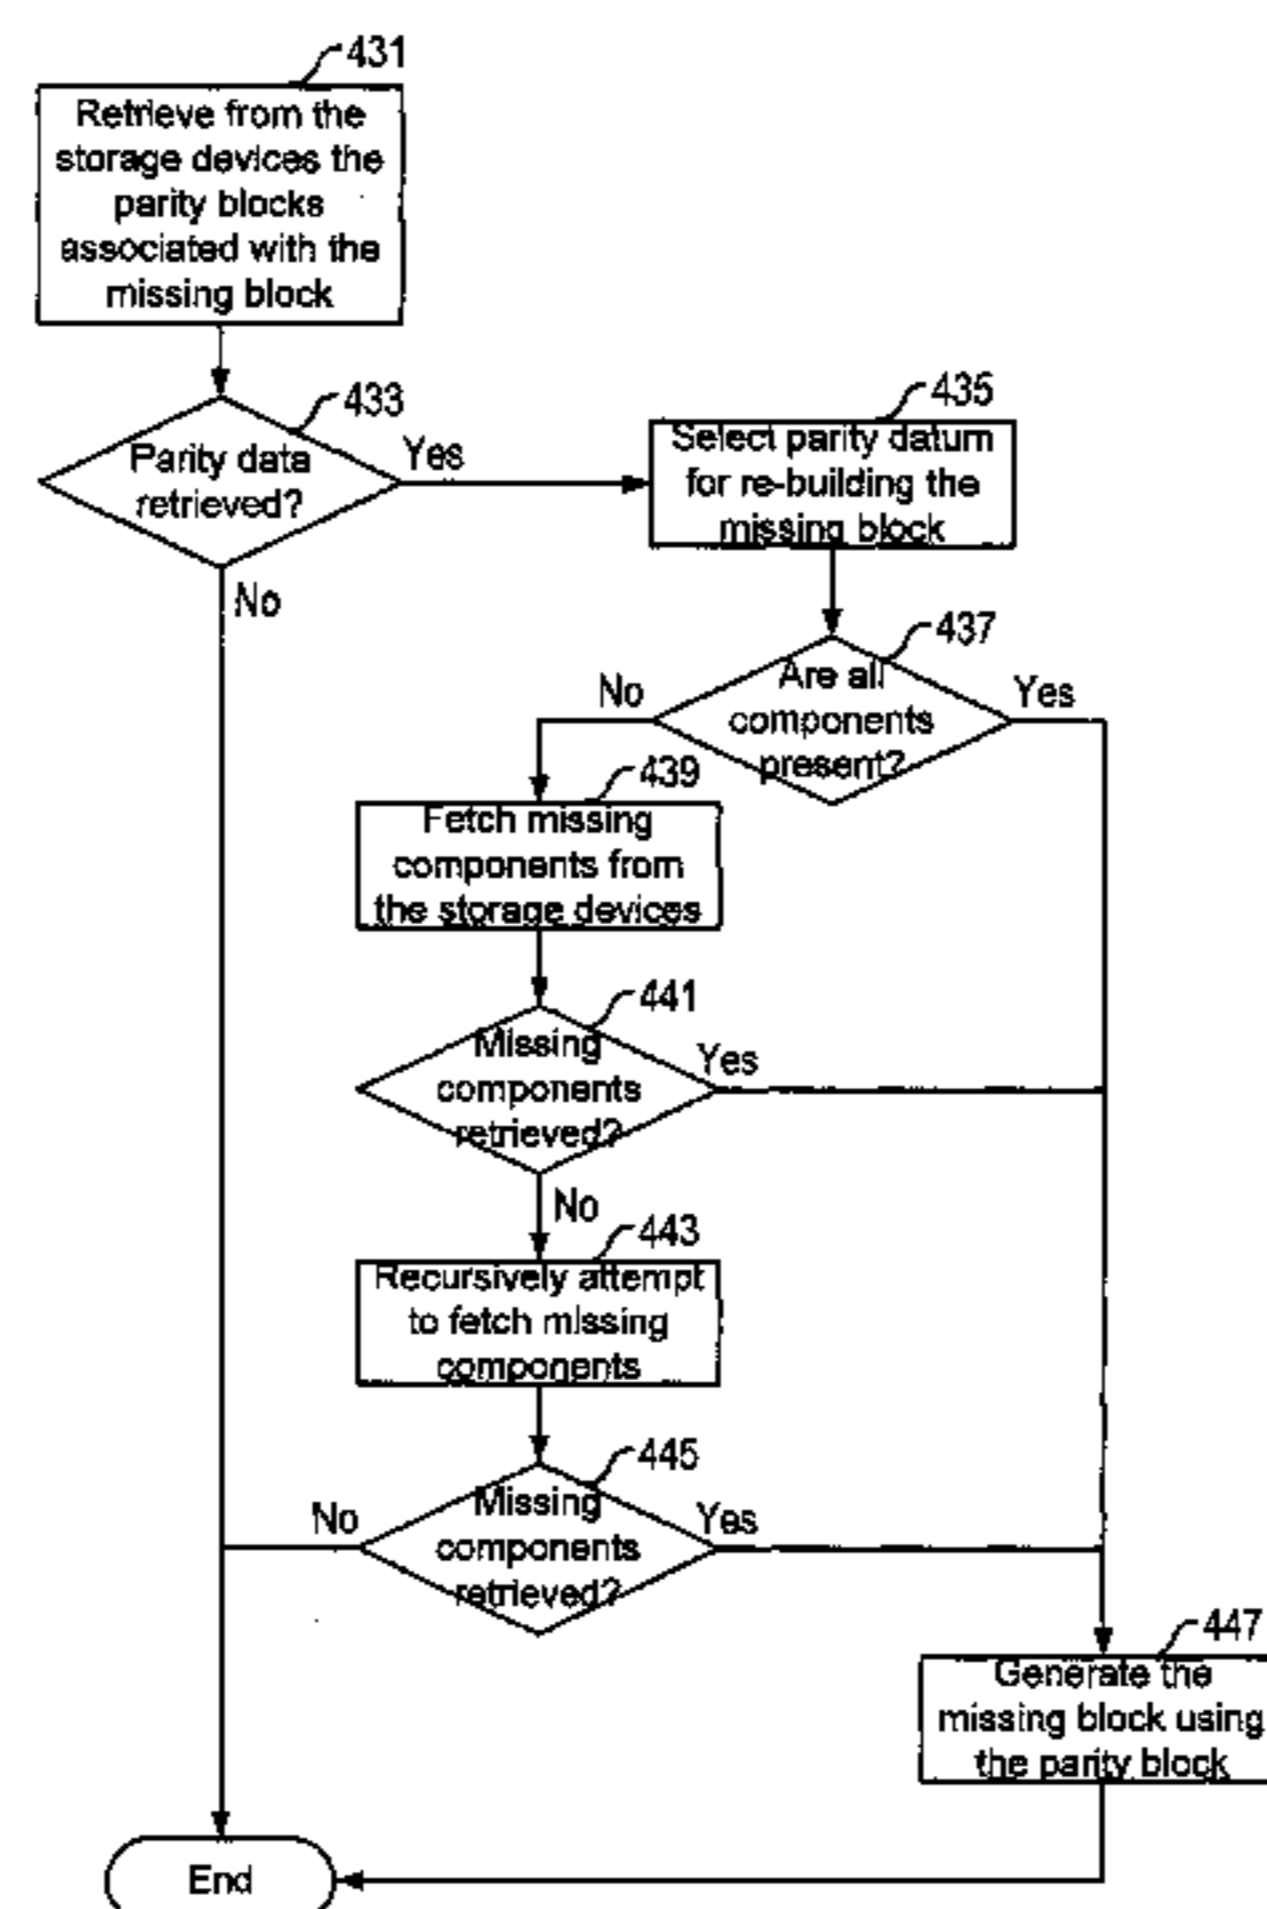 431
Retrieve from the
storage devices the
parity blocks
associated with the
missing block
433
Parity data
retrieved?
Yes
No
435
Select parity datum
for re-building the
missing block
437
Are all
components
present?
No
Yes
439
Fetch missing
components from
the storage devices
441
Missing
components
retrieved?
Yes
No
443
Recursively attempt
to fetch missing
components
445
Missing
components
retrieved?
No
Yes
447
Generate the
missing block using
the parity block
End